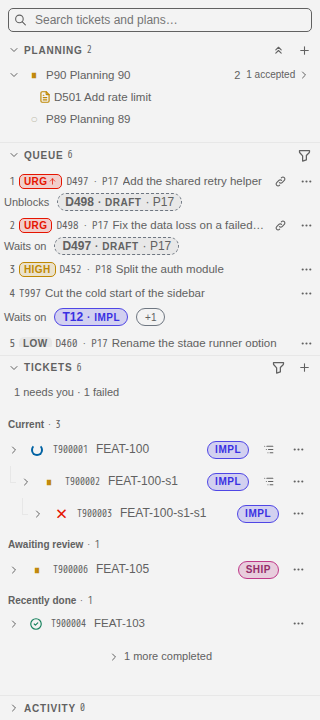 Search tickets and plans…
PLANNING 2
P90 Planning 90 2 1 accepted
D501 Add rate limit
P89 Planning 89
QUEUE 6
1 URG↑ D497 · P17 Add the shared retry helper
Unblocks D498 · DRAFT · P17
2 URG D498 · P17 Fix the data loss on a failed…
Waits on D497 · DRAFT · P17
3 HIGH D452 · P18 Split the auth module
4 T997 Cut the cold start of the sidebar
Waits on T12 · IMPL +1
5 LOW D460 · P17 Rename the stage runner option
TICKETS 6
1 needs you · 1 failed
Current · 3
T900001 FEAT-100 IMPL
T900002 FEAT-100-s1 IMPL
T900003 FEAT-100-s1-s1 IMPL
Awaiting review · 1
T900006 FEAT-105 SHIP
Recently done · 1
T900004 FEAT-103
1 more completed
ACTIVITY 0